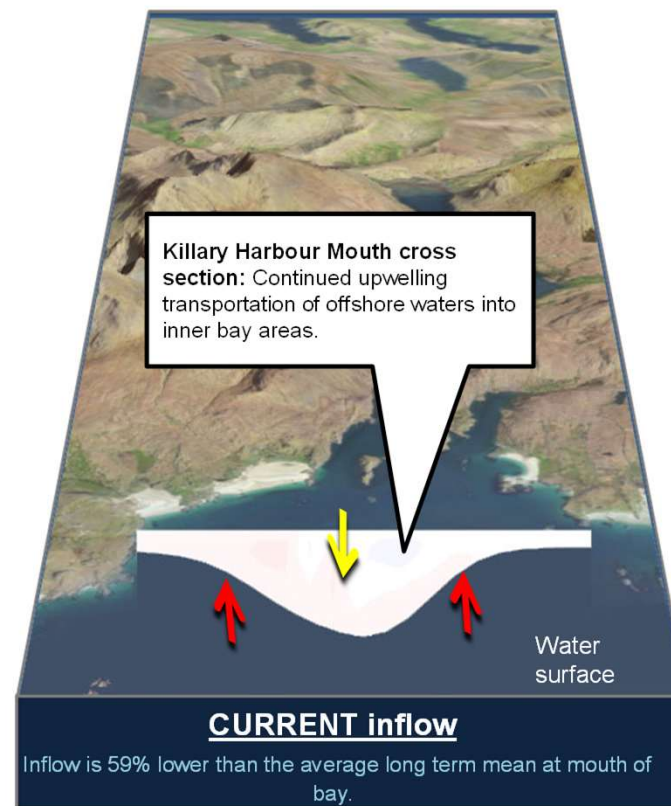 Killary Harbour Mouth cross
section: Continued upwelling
transportation of offshore waters into
inner bay areas.
Water
surface
CURRENT inflow
Inflow is 59% lower than the average long term mean at mouth of
bay.